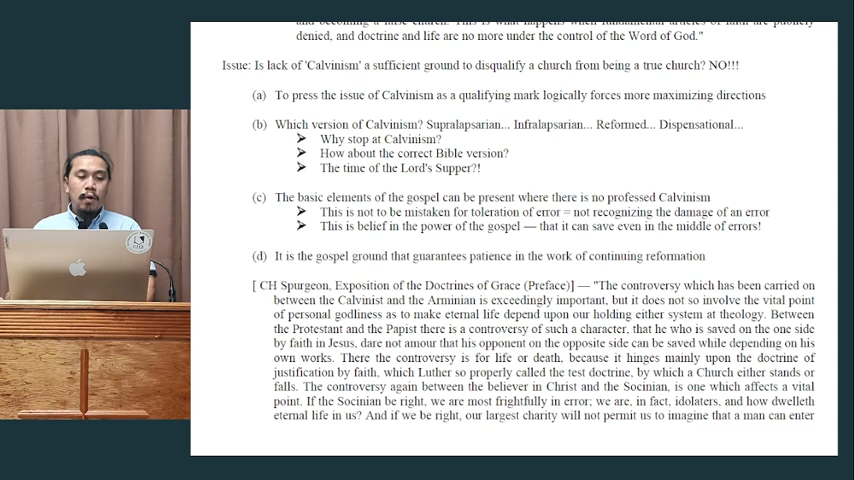 denied, and doctrine and life are no more under the control of the Word of God."
Issue: Is lack of 'Calvinism' a sufficient ground to disqualify a church from being a true church? NO!!!
(a) To press the issue of Calvinism as a qualifying mark logically forces more maximizing directions
(b) Which version of Calvinism? Supralapsarian... Infralapsarian... Reformed... Dispensational...
➤ Why stop at Calvinism?
➤ How about the correct Bible version?
➤ The time of the Lord's Supper?!
(c) The basic elements of the gospel can be present where there is no professed Calvinism
➤ This is not to be mistaken for toleration of error = not recognizing the damage of an error
➤ This is belief in the power of the gospel — that it can save even in the middle of errors!
(d) It is the gospel ground that guarantees patience in the work of continuing reformation
[ CH Spurgeon, Exposition of the Doctrines of Grace (Preface)] — "The controversy which has been carried on
between the Calvinist and the Arminian is exceedingly important, but it does not so involve the vital point
of personal godliness as to make eternal life depend upon our holding either system at theology. Between
the Protestant and the Papist there is a controversy of such a character, that he who is saved on the one side
by faith in Jesus, dare not amour that his opponent on the opposite side can be saved while depending on his
own works. There the controversy is for life or death, because it hinges mainly upon the doctrine of
justification by faith, which Luther so properly called the test doctrine, by which a Church either stands or
falls. The controversy again between the believer in Christ and the Socinian, is one which affects a vital
point. If the Socinian be right, we are most frightfully in error; we are, in fact, idolaters, and how dwelleth
eternal life in us? And if we be right, our largest charity will not permit us to imagine that a man can enter